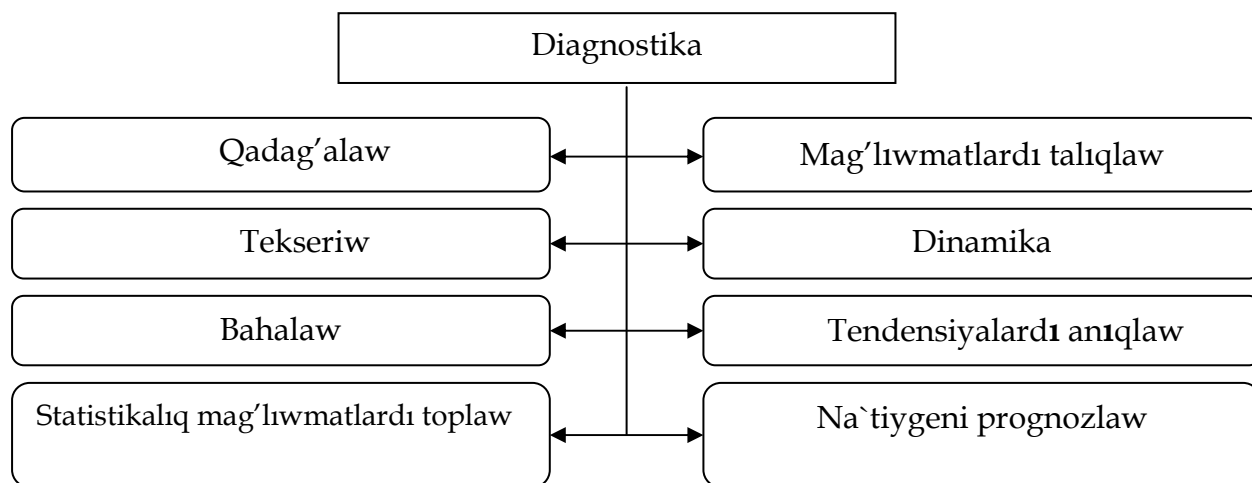 Diagnostika
Qadag’alaw
Mag’lıwmatlardı talıqlaw
Tekseriw
Dinamika
Bahalaw
Tendensiyalardı anıqlaw
Statistikalıq mag’lıwmatlardı toplaw
Na`tiygeni prognozlaw